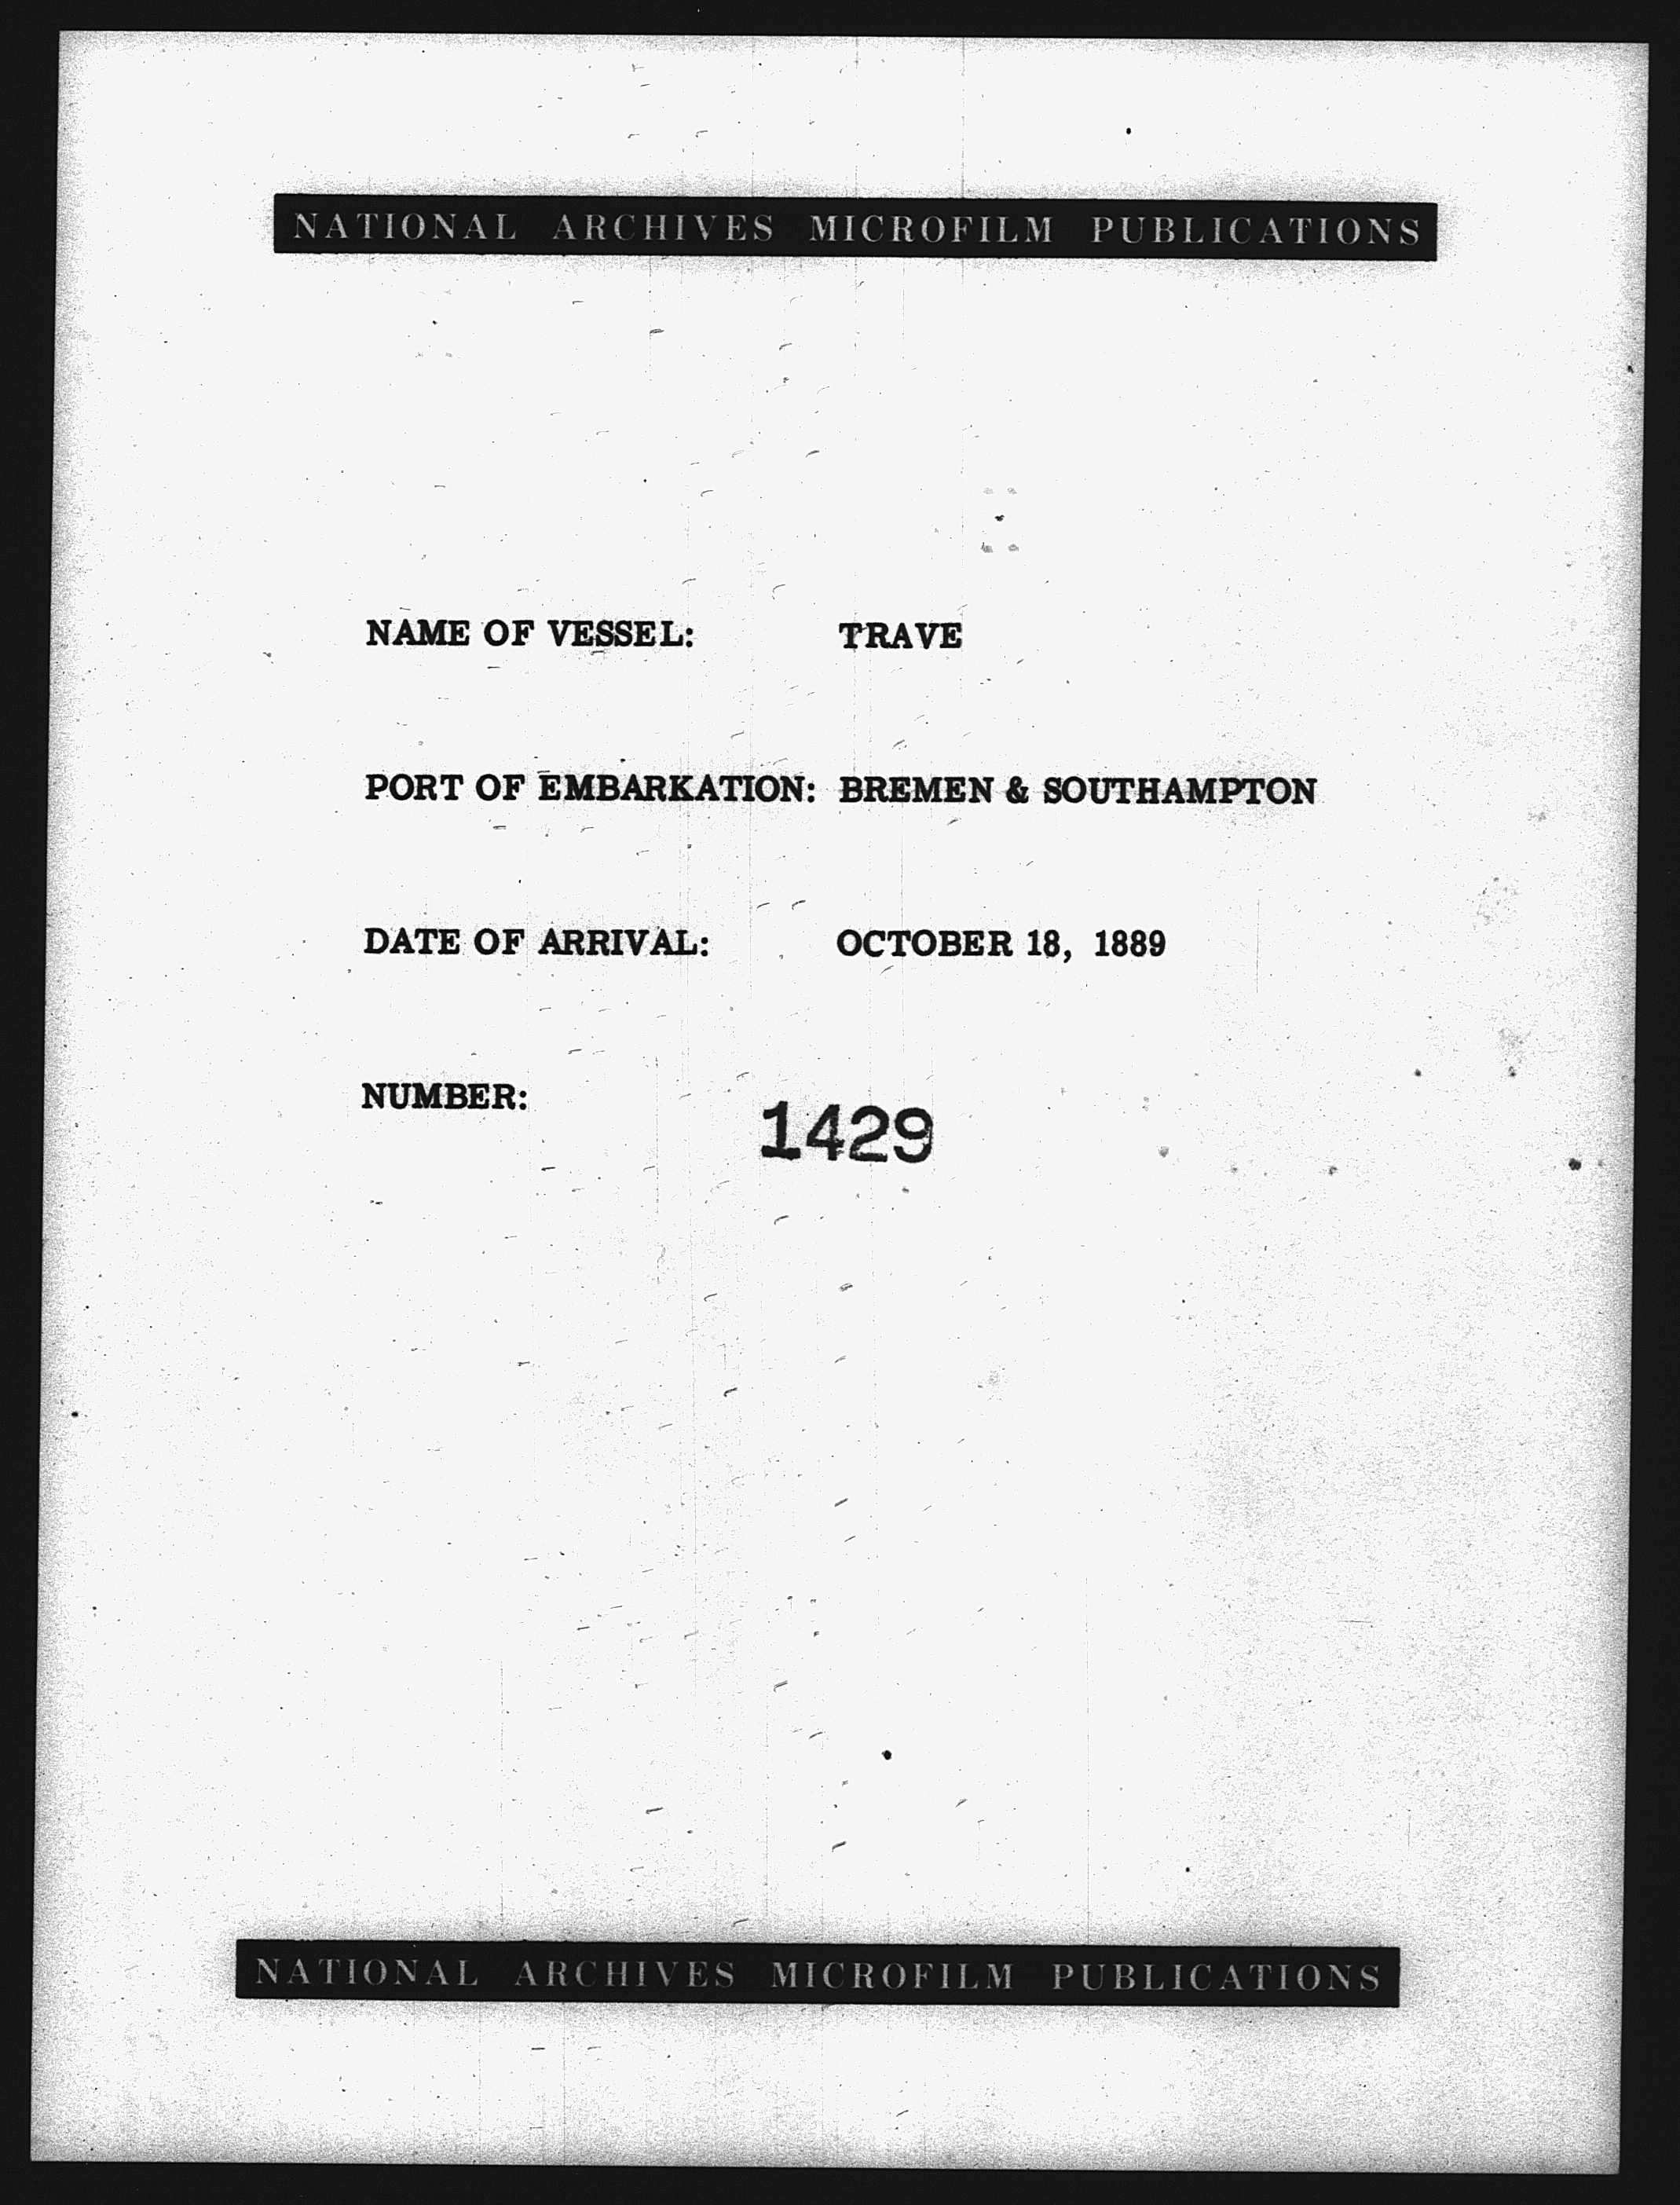 NATIONAL ARCHIVES MICROFILM PUBLICATIONS
NAME OF VESSEL: TRAVE
PORT OF EMBARKATION: BREMEN & SOUTHAMPTON
DATE OF ARRIVAL: OCTOBER 18, 1889
NUMBER: 1429
NATIONAL ARCHIVES MICROFILM PUBLICATIONS